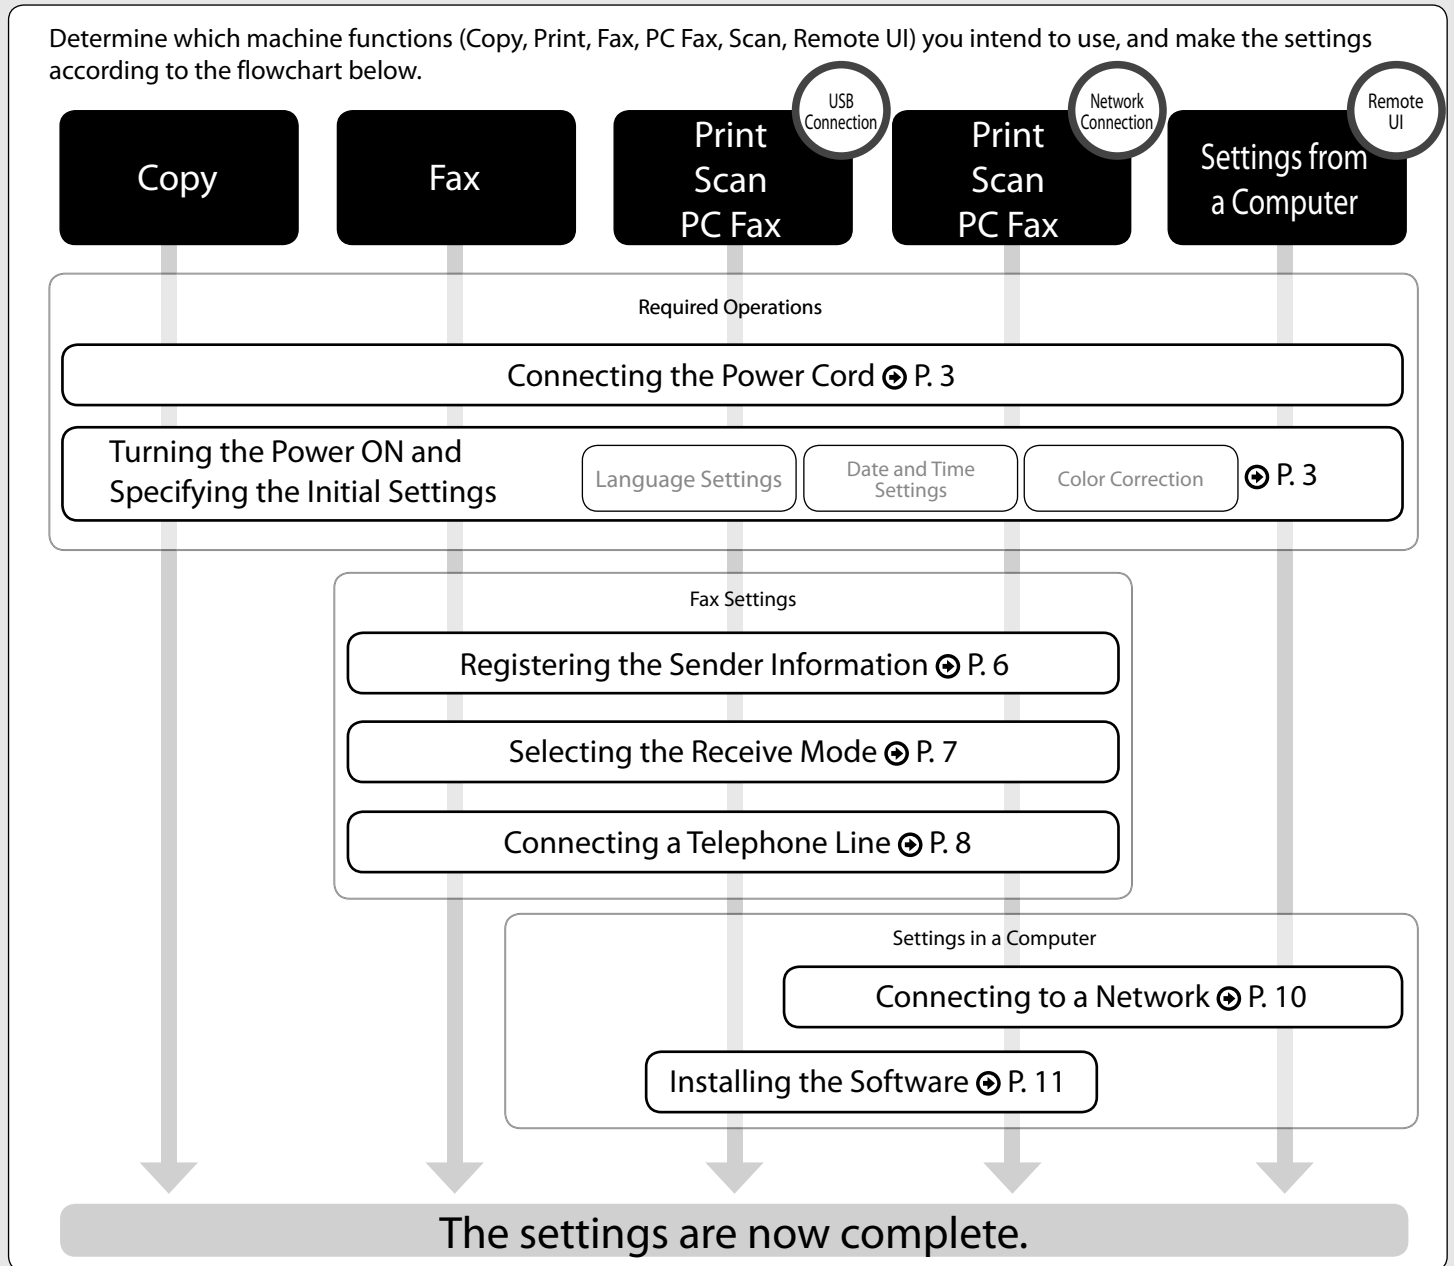 Determine which machine functions (Copy, Print, Fax, PC Fax, Scan, Remote UI) you intend to use, and make the settings
according to the flowchart below.
USB
Connection
Network
Connection
Remote
UI
Copy
Fax
Print
Scan
PC Fax
Print
Scan
PC Fax
Settings from
a Computer
Required Operations
Connecting the Power Cord P. 3
Turning the Power ON and
Specifying the Initial Settings
Language Settings
Date and Time
Settings
Color Correction
P. 3
Fax Settings
Registering the Sender Information P. 6
Selecting the Receive Mode P. 7
Connecting a Telephone Line P. 8
Settings in a Computer
Connecting to a Network P. 10
Installing the Software P. 11
The settings are now complete.